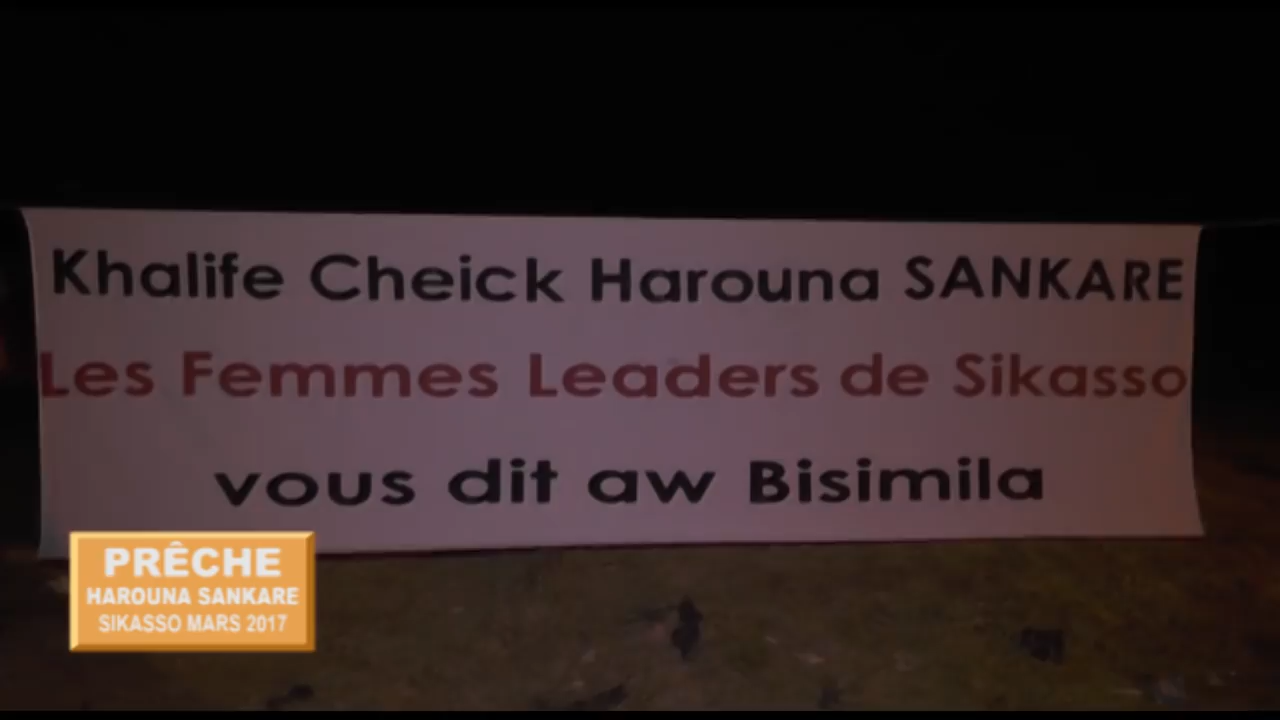 Khalife Cheick Harouna SANKARE
Les Femmes Leaders de Sikasso
vous dit aw Bisimila
PRÊCHE
HAROUNA SANKARE
SIKASSO MARS 2017